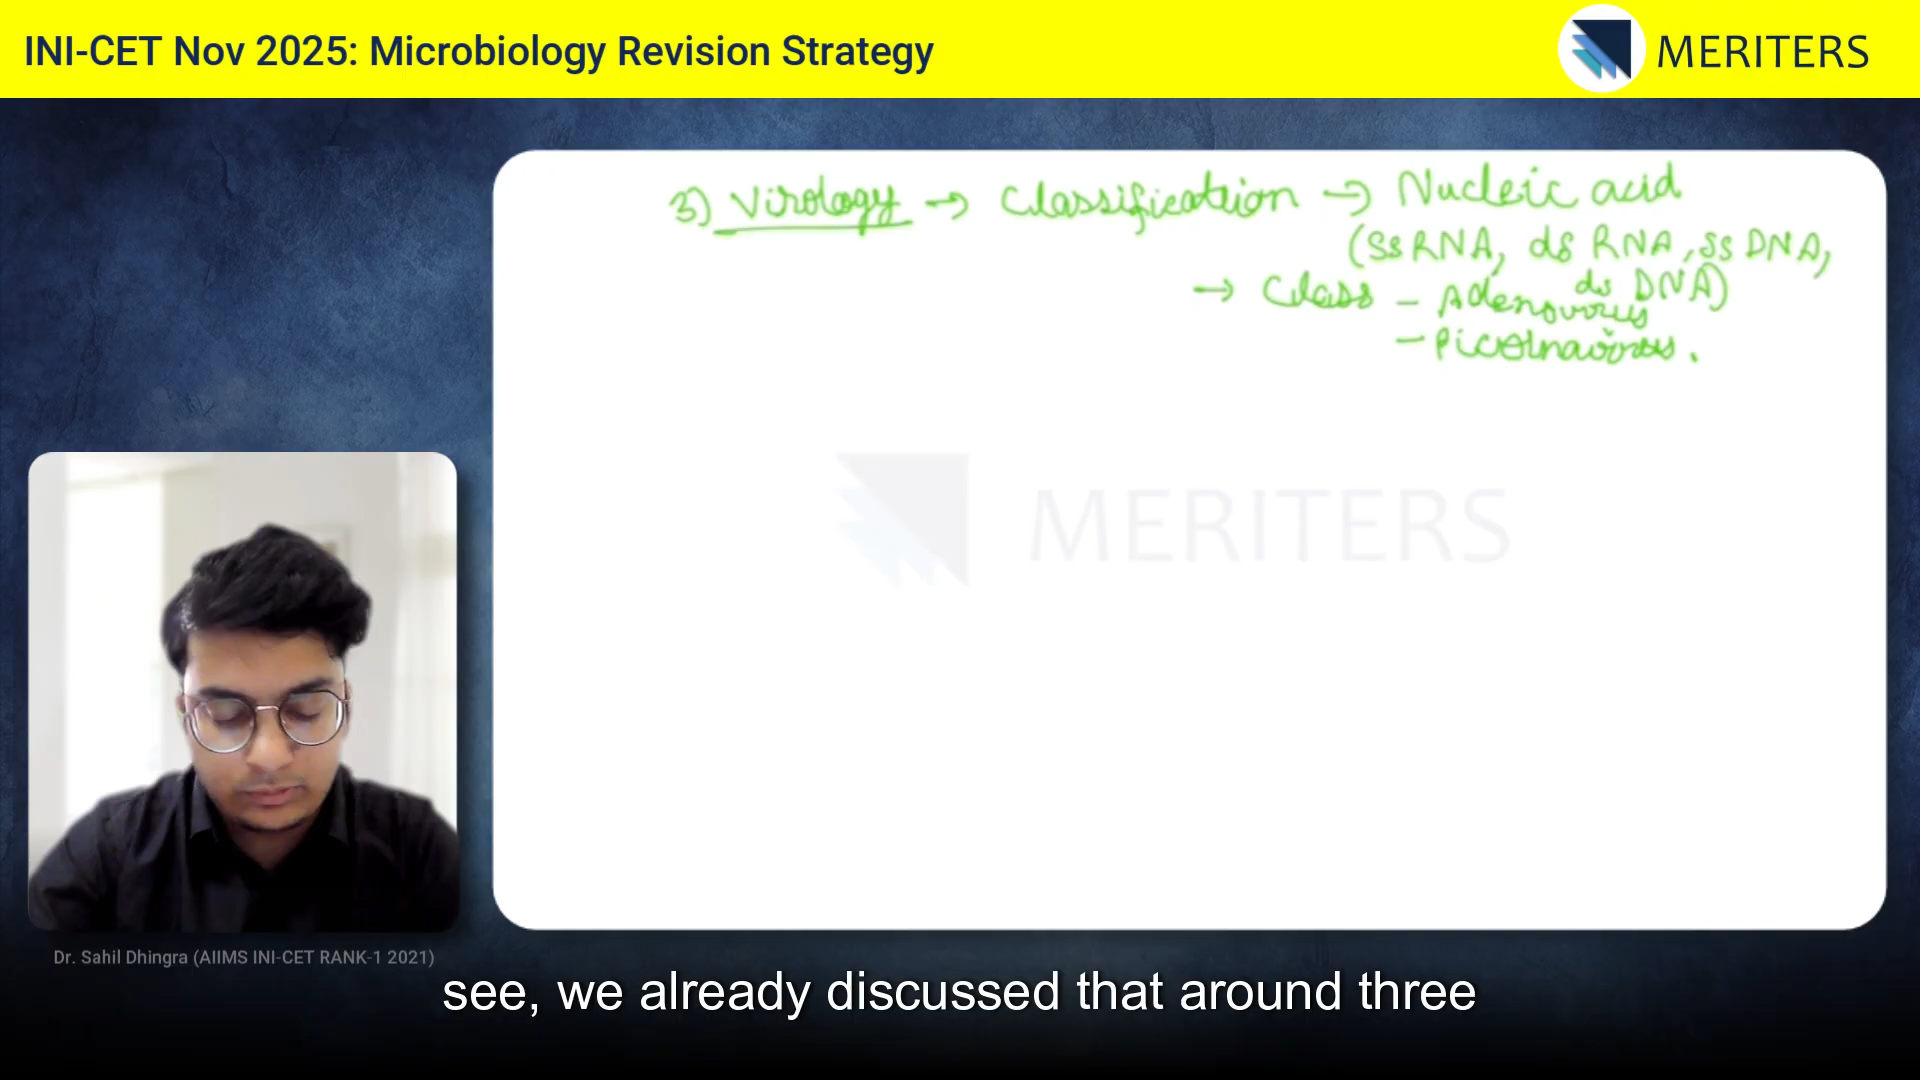 INI-CET Nov 2025: Microbiology Revision Strategy
MERITERS
3) Virology → Classification → Nucleic acid
(ss RNA, ds RNA, ss DNA,
ds DNA)
→ Class - Adenovirus
- Picornavirus.
MERITERS
Dr. Sahil Dhingra (AIIMS INI-CET RANK-1 2021)
see, we already discussed that around three